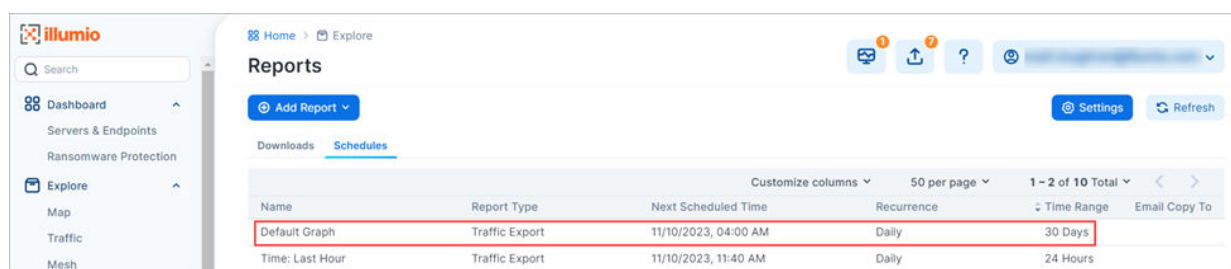 illumio
Home > Explore
1
7
?
Search
Reports
Dashboard
Add Report
Settings
Refresh
Servers & Endpoints
Ransomware Protection
Downloads Schedules
Explore
Customize columns 50 per page 1 – 2 of 10 Total
Map
Name Report Type Next Scheduled Time Recurrence Time Range Email Copy To
Traffic
Default Graph Traffic Export 11/10/2023, 04:00 AM Daily 30 Days
Mesh
Time: Last Hour Traffic Export 11/10/2023, 11:40 AM Daily 24 Hours